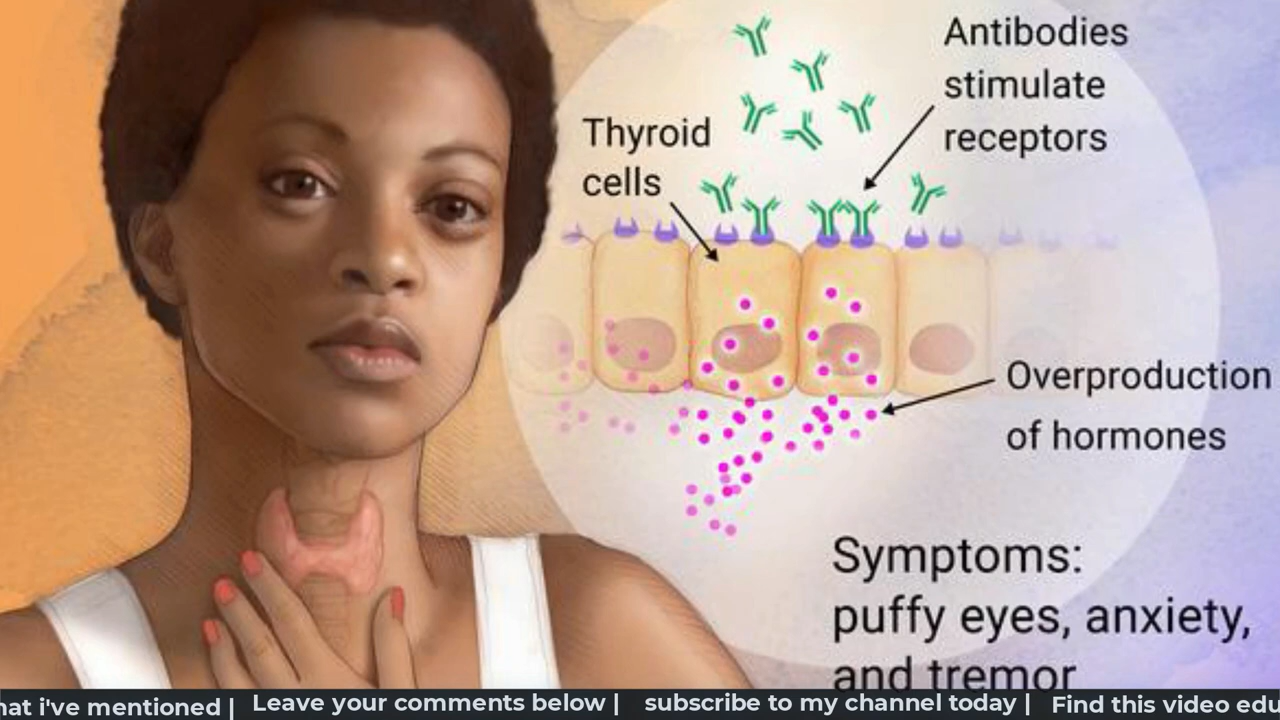 Antibodies
stimulate
receptors
Thyroid
cells
Overproduction
of hormones
Symptoms:
puffy eyes, anxiety,
and tremor
hat i've mentioned | Leave your comments below | subscribe to my channel today | Find this video edu